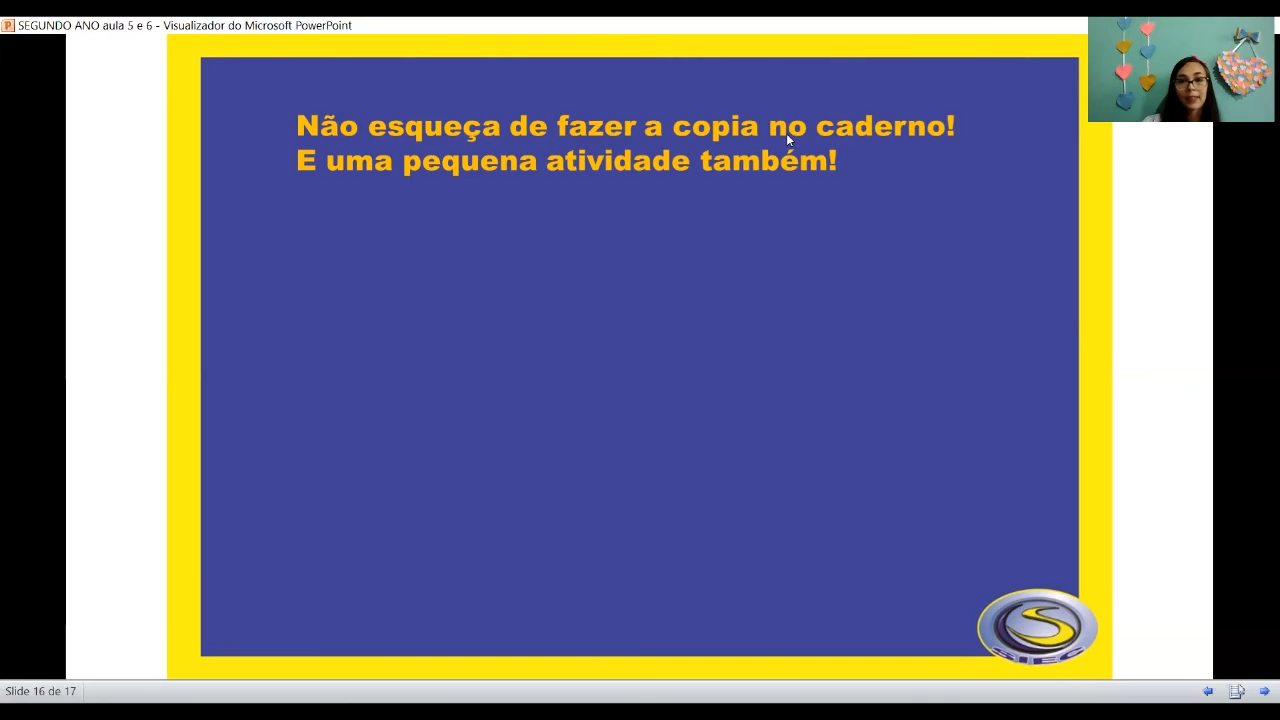 SEGUNDO ANO aula 5 e 6 - Visualizador do Microsoft PowerPoint
Não esqueça de fazer a copia no caderno!
E uma pequena atividade também!
S
SIEC
Slide 16 de 17